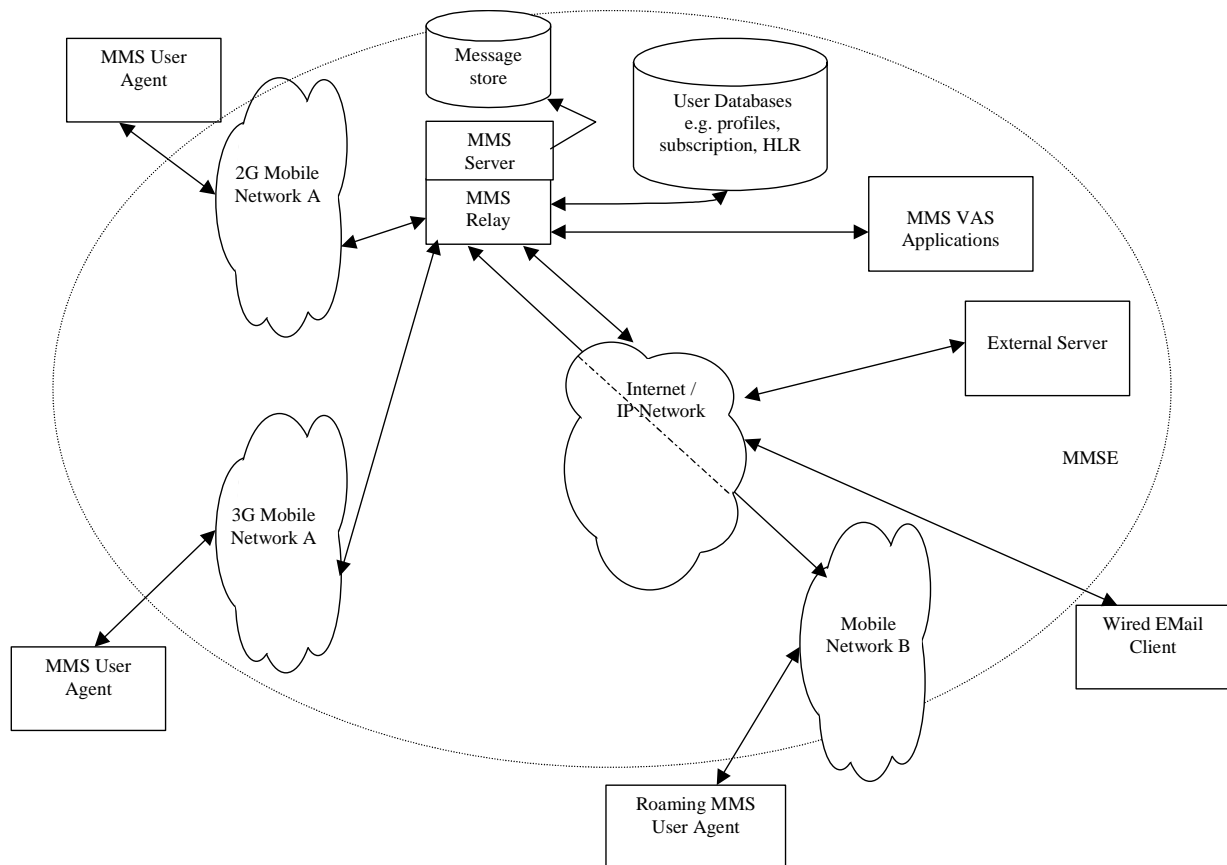 MMS User
Agent
Message
store
User Databases
e.g. profiles,
subscription, HLR
MMS
Server
2G Mobile
Network A
MMS
Relay
MMS VAS
Applications
External Server
Internet /
IP Network
MMSE
3G Mobile
Network A
Mobile
Network B
Wired EMail
Client
MMS User
Agent
Roaming MMS
User Agent